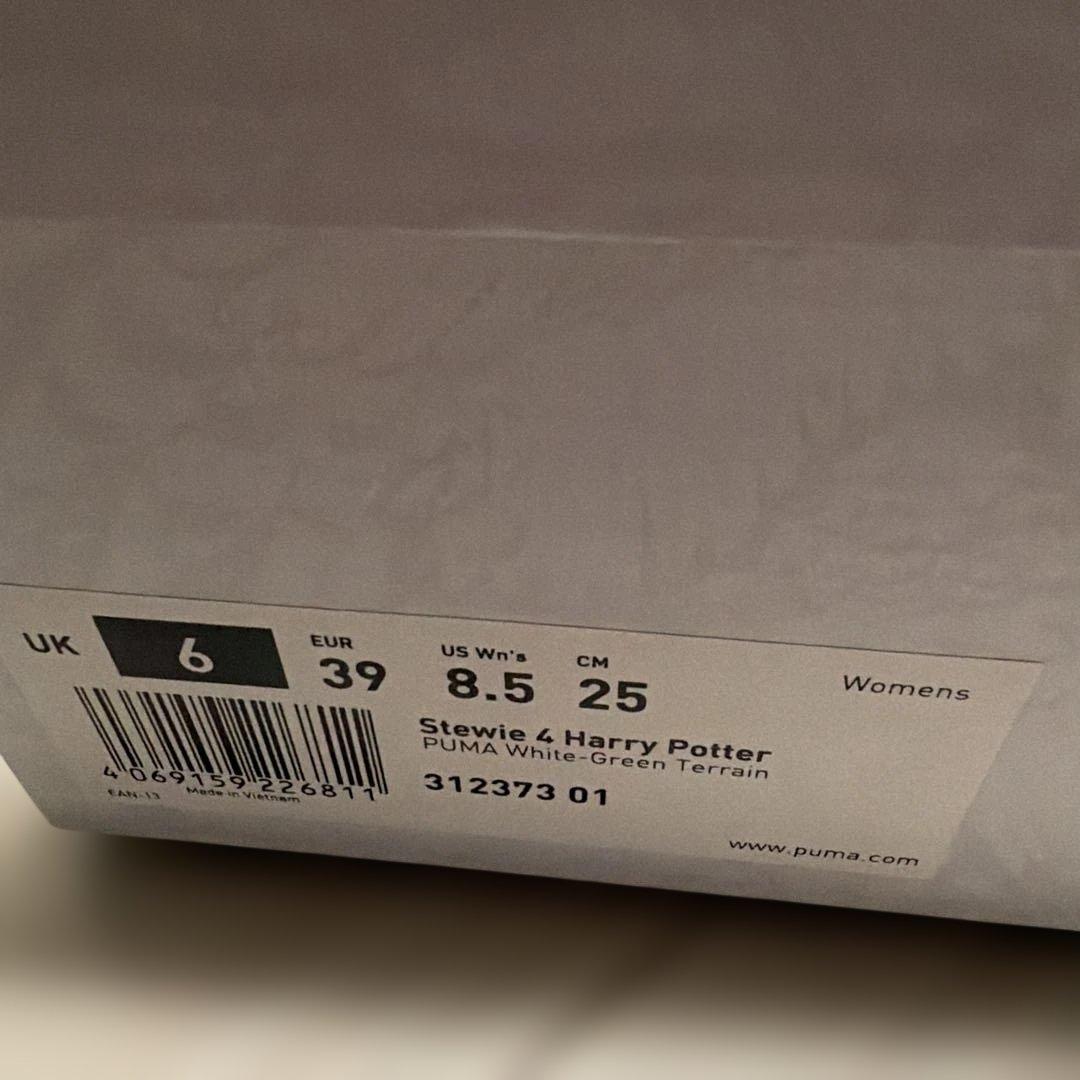 UK 6 EUR 39 US Wn's 8.5 CM 25 Womens
Stewie 4 Harry Potter
PUMA White-Green Terrain
312373 01
4 069159 226811
EAN-13 Made in Vietnam
www.puma.com